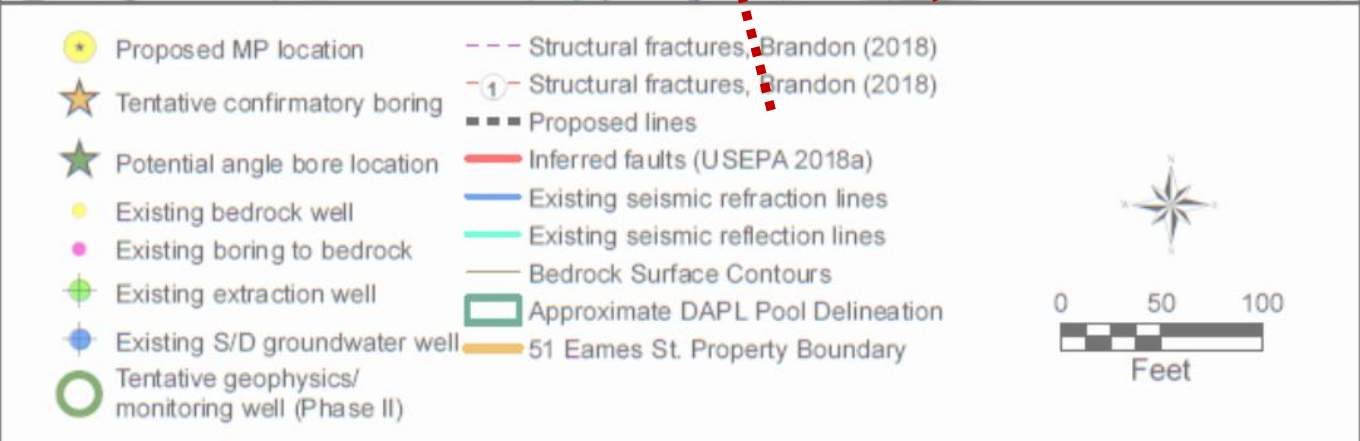 Proposed MP location
Tentative confirmatory boring
Potential angle bore location
Existing bedrock well
Existing boring to bedrock
Existing extraction well
Existing S/D groundwater well
Tentative geophysics/
monitoring well (Phase II)
Structural fractures, Brandon (2018)
1 Structural fractures, Brandon (2018)
Proposed lines
Inferred faults (USEPA 2018a)
Existing seismic refraction lines
Existing seismic reflection lines
Bedrock Surface Contours
Approximate DAPL Pool Delineation
51 Eames St. Property Boundary
N
W E
S
0 50 100
Feet